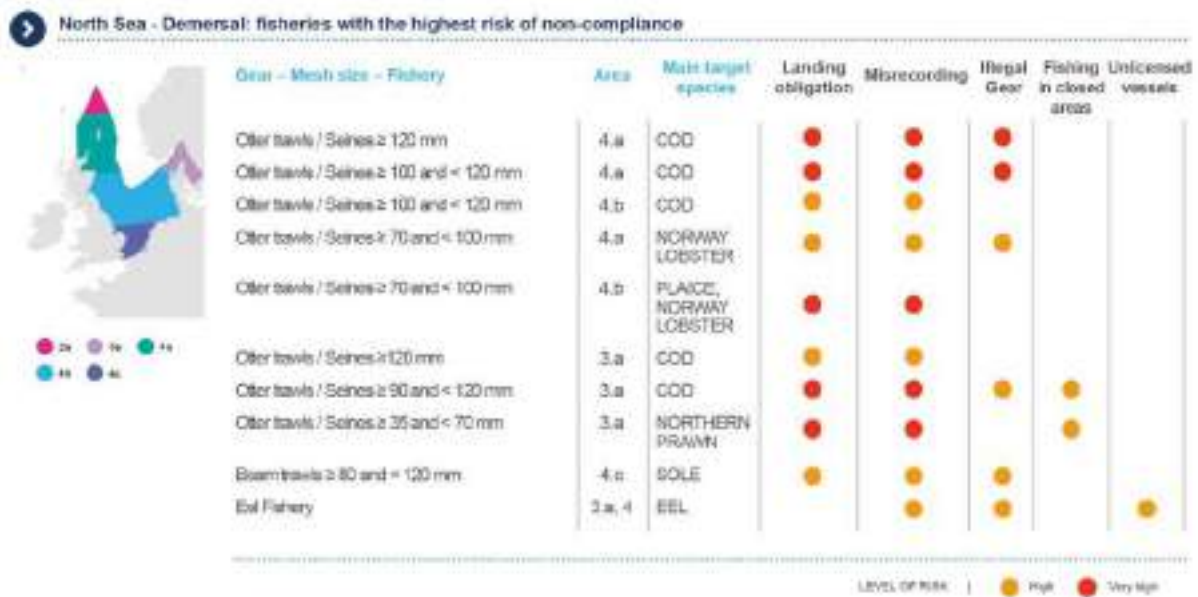 North Sea - Demersal: fisheries with the highest risk of non-compliance
Gear – Mesh size – Fishery Area Main target species Landing obligation Misrecording Illegal Gear Fishing in closed areas Unlicensed vessels
Otter trawls / Seines ≥ 120 mm 4.a COD
Otter trawls / Seines ≥ 100 and < 120 mm 4.a COD
Otter trawls / Seines ≥ 100 and < 120 mm 4.b COD
Otter trawls / Seines ≥ 70 and < 100 mm 4.a NORWAY
LOBSTER
Otter trawls / Seines ≥ 70 and < 100 mm 4.b PLAICE,
NORWAY
LOBSTER
Otter trawls / Seines ≥120 mm 3.a COD
Otter trawls / Seines ≥ 90 and < 120 mm 3.a COD
Otter trawls / Seines ≥ 35 and < 70 mm 3.a NORTHERN
PRAWN
Beam trawls ≥ 80 and < 120 mm 4.c SOLE
Eel Fishery 3.a, 4 EEL
2a 4a
4b 4c
LEVEL OF RISK | High Very high